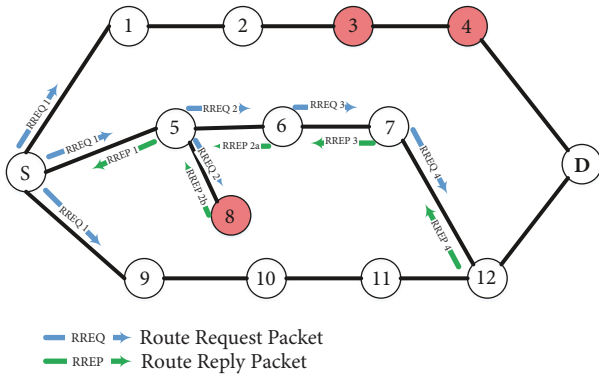 1
2
3
4
RREQ 1
RREQ 1
RREQ 2
RREQ 3
5
6
7
S
D
RREP 1
RREQ 2
RREP 2a
RREP 3
RREQ 4
RREP 2b
8
RREQ 1
RREP 4
9
10
11
12
RREQ Route Request Packet
RREP Route Reply Packet